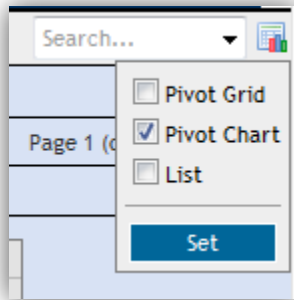 Search...
Pivot Grid
Page 1 (
Pivot Chart
List
Set